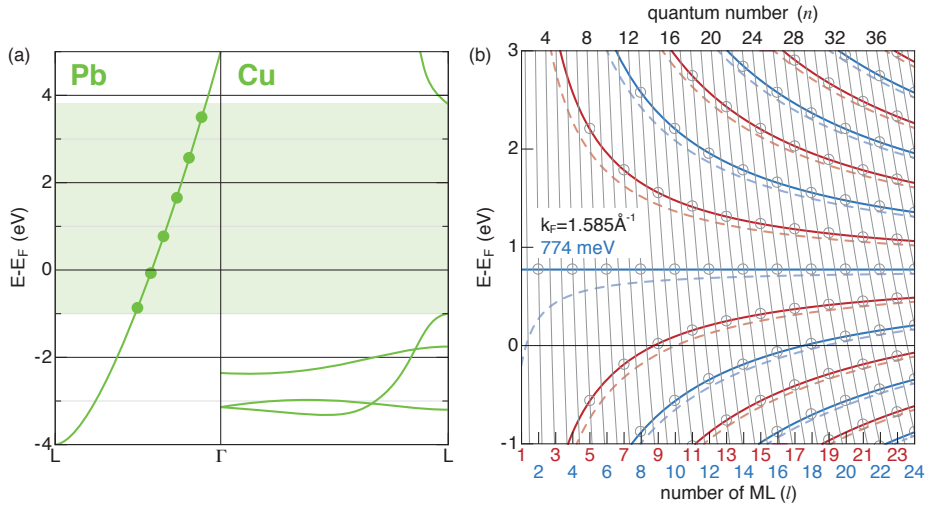 (a)
Pb
Cu
E-E_F (eV)
4
2
0
-2
-4
L
Γ
L
(b)
quantum number (n)
4 8 12 16 20 24 28 32 36
E-E_F (eV)
3
2
1
0
-1
k_F=1.585Å⁻¹
774 meV
1 3 5 7 9 11 13 15 17 19 21 23
2 4 6 8 10 12 14 16 18 20 22 24
number of ML (l)